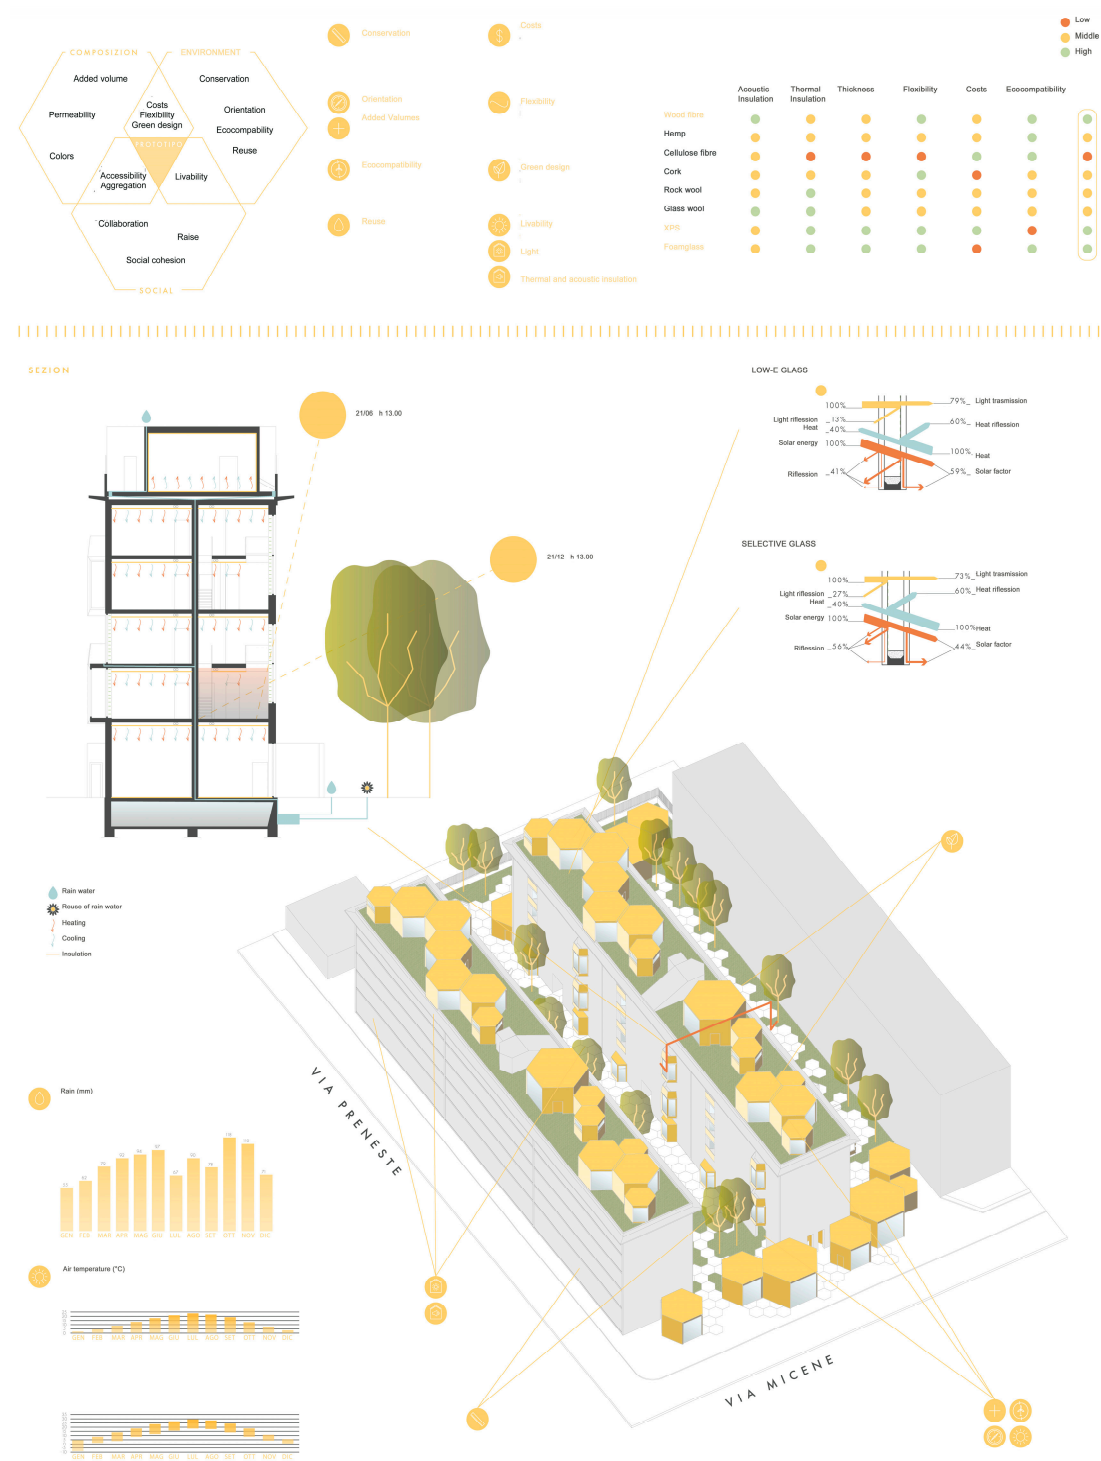 COMPOSIZION
ENVIRONMENT
Added volume
Conservation
Permeability
Costs
Flexibility
Green design
Orientation
Ecocompability
Reuse
PROTOTIPO
Colors
Accessibility
Aggregation
Livability
Collaboration
Raise
Social cohesion
SOCIAL
Conservation
Orientation
Added Volumes
Ecocompatibility
Reuse
Costs
Flexibility
Green design
Livability
Light
Thermal and acoustic insulation
Low
Middle
High
Acoustic Insulation
Thermal Insulation
Thickness
Flexibility
Costs
Ecocompatibility
Wood fibre
Hemp
Cellulose fibre
Cork
Rock wool
Glass wool
XPS
Foamglass
SEZION
21/06 h 13.00
21/12 h 13.00
LOW-E GLASS
100%
79%_ Light trasmission
Light riflession _13%
Heat _40%
60%_ Heat riflession
Solar energy 100%
100% Heat
Riflession _41%
59%_ Solar factor
SELECTIVE GLASS
100%
73%_ Light trasmission
Light riflession _27%
60%_ Heat riflession
Heat _40%
Solar energy 100%
100% Heat
Riflession _56%
44%_ Solar factor
Rain water
Reuse of rain water
Heating
Cooling
Insulation
VIA PRENESTE
VIA MICENE
Rain (mm)
GEN FEB MAR APR MAG GIU LUL AGO SET OTT NOV DIC
Air temperature (°C)
GEN FEB MAR APR MAG GIU LUL AGO SET OTT NOV DIC
GEN FEB MAR APR MAG GIU LUL AGO SET OTT NOV DIC